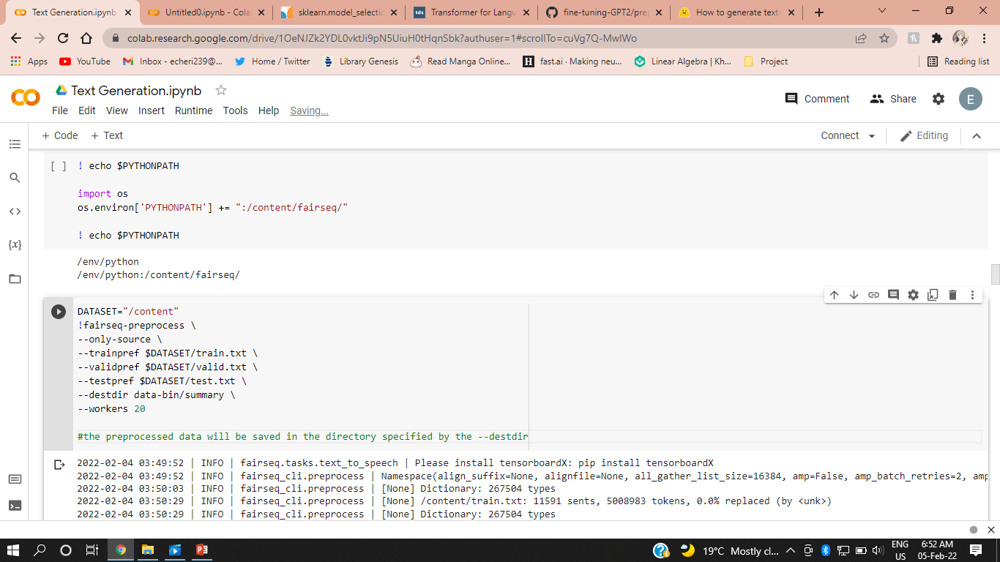 Text Generation.ipynb
Untitled0.ipynb - Cola
sklearn.model_selectio
tds Transformer for Langu
fine-tuning-GPT2/prep
How to generate text:
colab.research.google.com/drive/1OeNJZk2YDL0vktJi9pN5UiuH0tHqnSbk?authuser=1#scrollTo=cuVg7Q-MwlWo
Apps YouTube Inbox - echeri239@... Home / Twitter Library Genesis Read Manga Online... H fast.ai · Making neu... Linear Algebra | Kh... Project Reading list
Text Generation.ipynb
Comment Share E
File Edit View Insert Runtime Tools Help Saving...
+ Code + Text Connect Editing
[ ] ! echo $PYTHONPATH
import os
os.environ['PYTHONPATH'] += ":/content/fairseq/"
! echo $PYTHONPATH
/env/python
/env/python:/content/fairseq/
DATASET="/content"
!fairseq-preprocess \
--only-source \
--trainpref $DATASET/train.txt \
--validpref $DATASET/valid.txt \
--testpref $DATASET/test.txt \
--destdir data-bin/summary \
--workers 20
#the preprocessed data will be saved in the directory specified by the --destdir
2022-02-04 03:49:52 | INFO | fairseq.tasks.text_to_speech | Please install tensorboardX: pip install tensorboardX
2022-02-04 03:49:52 | INFO | fairseq_cli.preprocess | Namespace(align_suffix=None, alignfile=None, all_gather_list_size=16384, amp=False, amp_batch_retries=2, amp
2022-02-04 03:50:03 | INFO | fairseq_cli.preprocess | [None] Dictionary: 267504 types
2022-02-04 03:50:29 | INFO | fairseq_cli.preprocess | [None] /content/train.txt: 11591 sents, 5008983 tokens, 0.0% replaced (by <unk>)
2022-02-04 03:50:29 | INFO | fairseq_cli.preprocess | [None] Dictionary: 267504 types
19°C Mostly cl... ENG US 6:52 AM 05-Feb-22